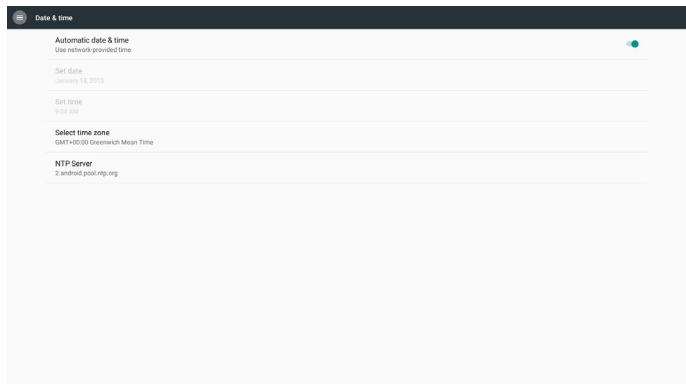 Date & time
Automatic date & time
Use network-provided time
Set date
January 18, 2015
Set time
9:04 AM
Select time zone
GMT+00:00 Greenwich Mean Time
NTP Server
2.android.pool.ntp.org